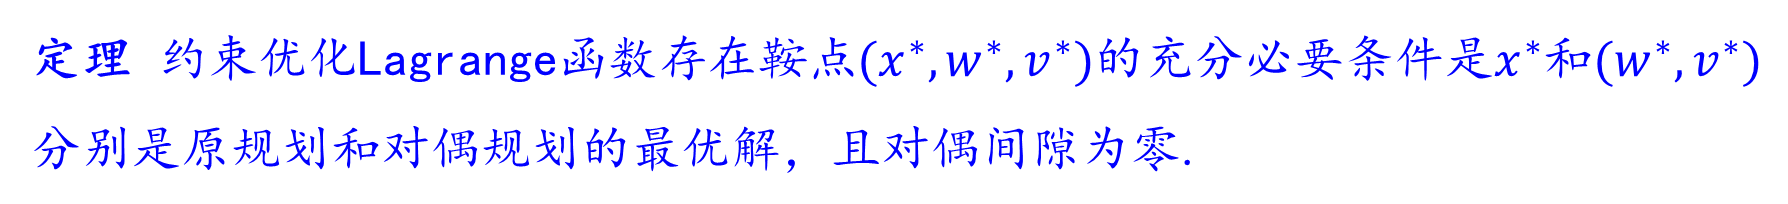 定理 约束优化Lagrange函数存在鞍点(x*,w*,v*)的充分必要条件是x*和(w*,v*)
分别是原规划和对偶规划的最优解，且对偶间隙为零.